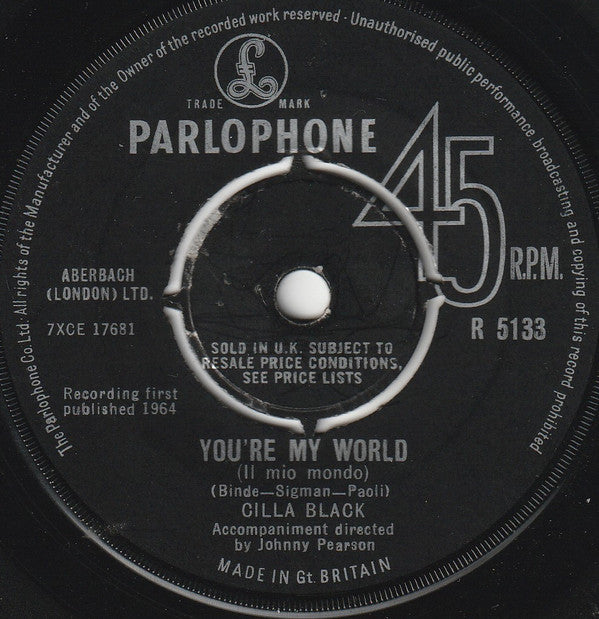 The Parlophone Co. Ltd. All rights of the Manufacturer and of the Owner of the recorded work reserved · Unauthorised public performance broadcasting and copying of this record prohibited
£
TRADE MARK
PARLOPHONE
45
R.P.M.
ABERBACH
(LONDON) LTD.
7XCE 17681
R 5133
SOLD IN U.K. SUBJECT TO
RESALE PRICE CONDITIONS,
SEE PRICE LISTS
Recording first
published 1964
YOU'RE MY WORLD
(Il mio mondo)
(Binde—Sigman—Paoli)
CILLA BLACK
Accompaniment directed
by Johnny Pearson
MADE IN Gt. BRITAIN